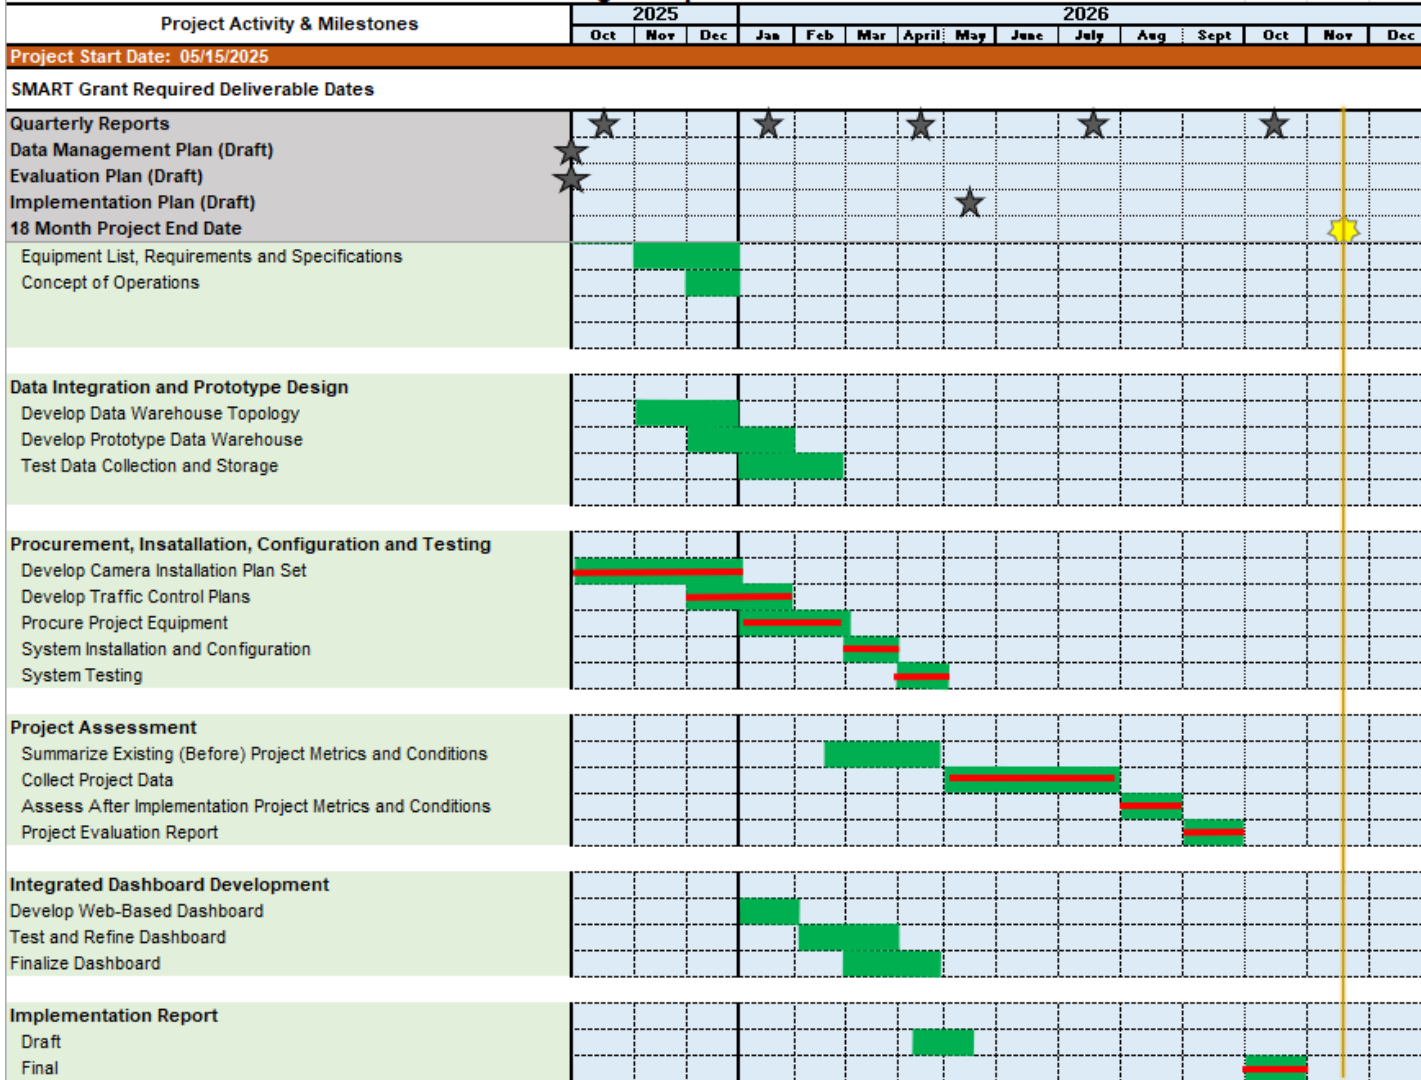 2025 2026
Project Activity & Milestones
Oct Nov Dec Jan Feb Mar April May June July Aug Sept Oct Nov Dec
Project Start Date: 05/15/2025
SMART Grant Required Deliverable Dates
Quarterly Reports
Data Management Plan (Draft)
Evaluation Plan (Draft)
Implementation Plan (Draft)
18 Month Project End Date
Equipment List, Requirements and Specifications
Concept of Operations
Data Integration and Prototype Design
Develop Data Warehouse Topology
Develop Prototype Data Warehouse
Test Data Collection and Storage
Procurement, Insatallation, Configuration and Testing
Develop Camera Installation Plan Set
Develop Traffic Control Plans
Procure Project Equipment
System Installation and Configuration
System Testing
Project Assessment
Summarize Existing (Before) Project Metrics and Conditions
Collect Project Data
Assess After Implementation Project Metrics and Conditions
Project Evaluation Report
Integrated Dashboard Development
Develop Web-Based Dashboard
Test and Refine Dashboard
Finalize Dashboard
Implementation Report
Draft
Final